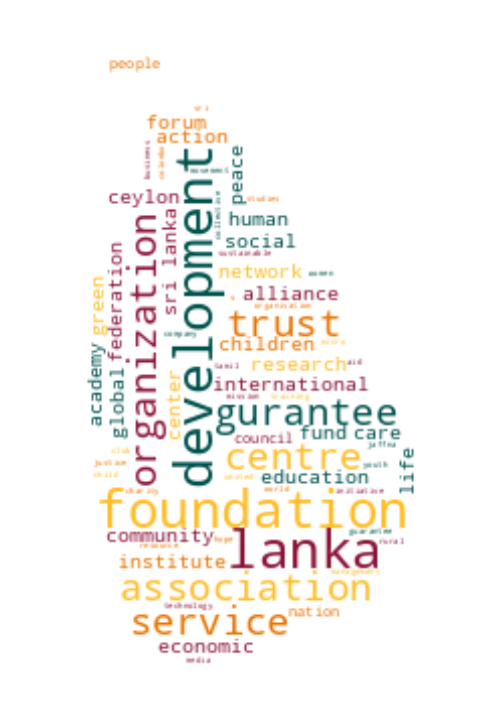 people
sri
forum
action
business
colombo
development
movement
peace
ceylon
studies
collective
human
sri lanka
organization
social
sustainable
federation
network
women
green
alliance
organisation
trust
company
children
micro
academy
global
center
tamil
research
aid
international
mission
training
gurantee
council
fund
care
jaffna
club
centre
life
justice
youth
child
united
education
charity
world
initiative
foundation
guarantee
community
hope
lanka
rural
resource
institute
management
association
technology
nation
service
economic
media